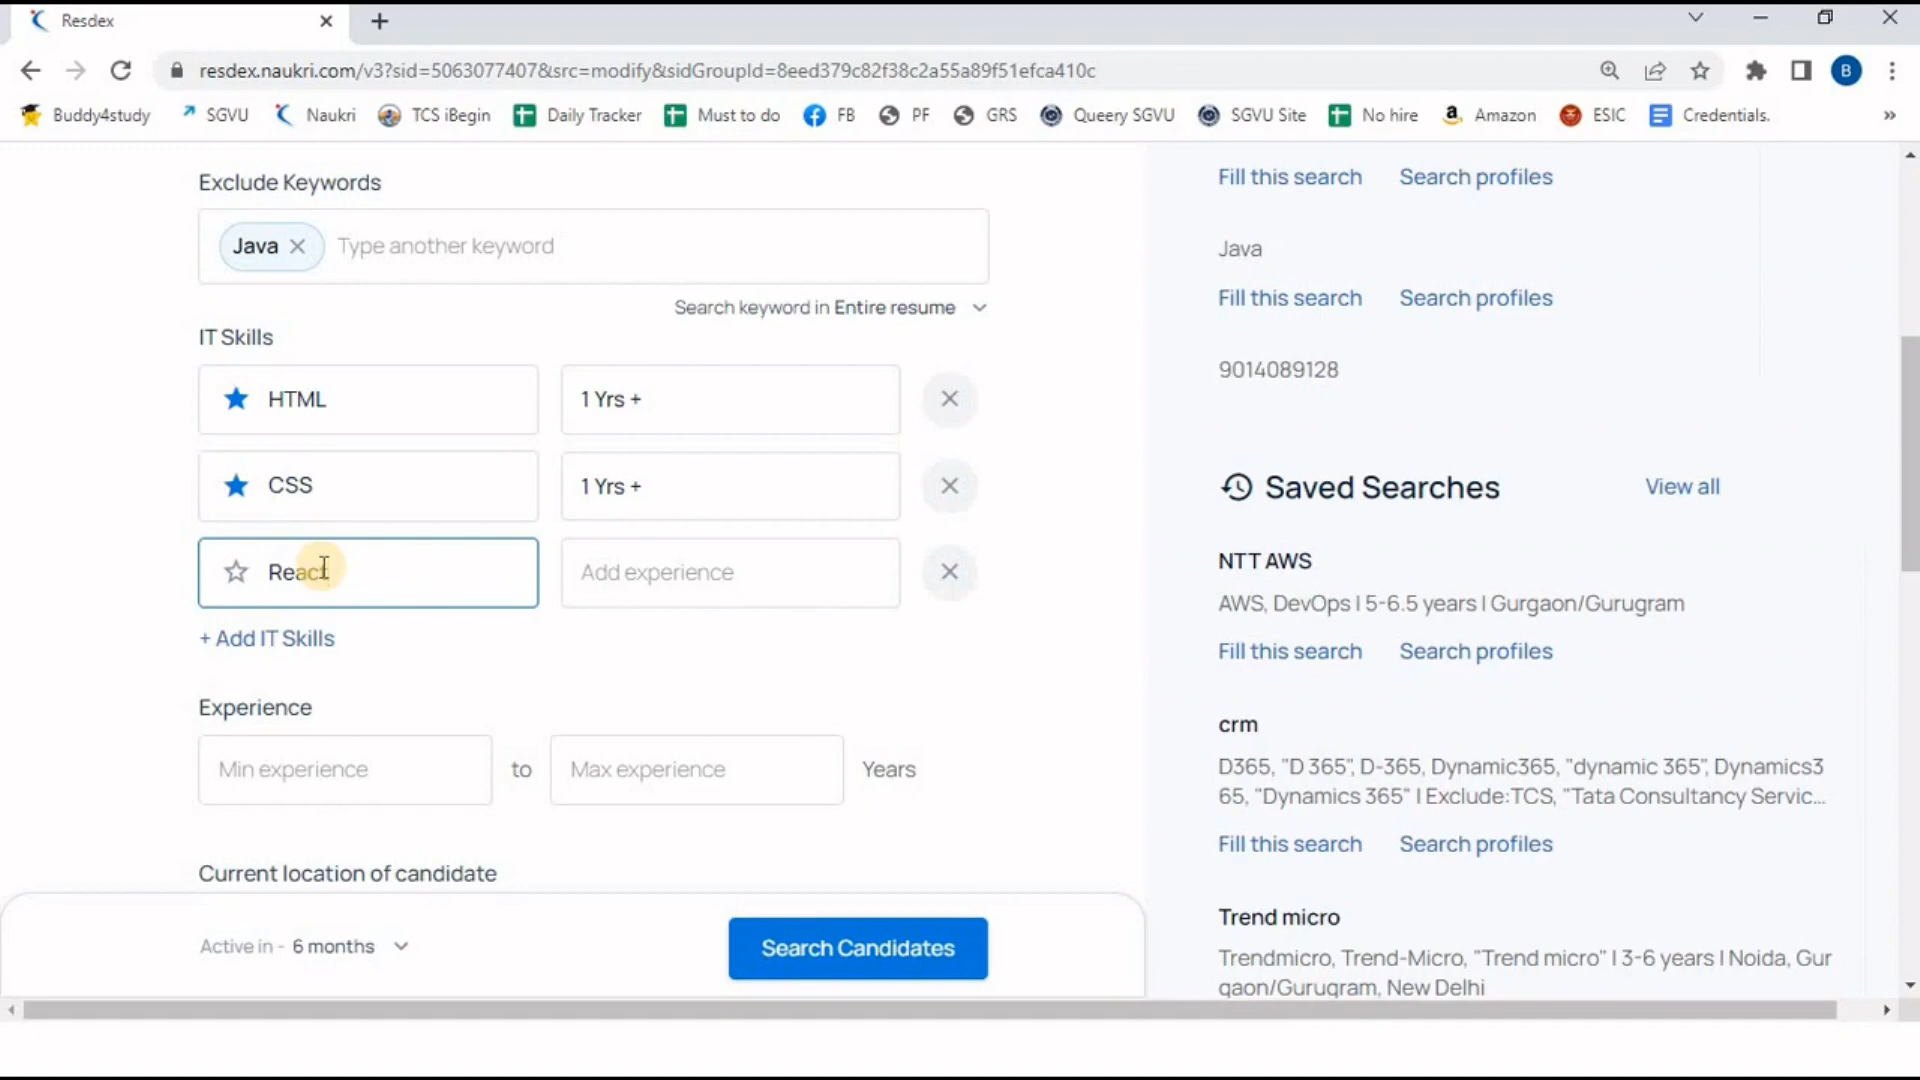 Resdex
resdex.naukri.com/v3?sid=5063077407&src=modify&sidGroupId=8eed379c82f38c2a55a89f51efca410c
B
Buddy4study SGVU Naukri TCS iBegin Daily Tracker Must to do FB PF GRS Queery SGVU SGVU Site No hire Amazon ESIC Credentials. »
Exclude Keywords
Java Type another keyword
Search keyword in Entire resume
IT Skills
HTML 1 Yrs +
CSS 1 Yrs +
React Add experience
+ Add IT Skills
Experience
Min experience to Max experience Years
Current location of candidate
Active in - 6 months
Search Candidates
Fill this search Search profiles
Java
Fill this search Search profiles
9014089128
Saved Searches View all
NTT AWS
AWS, DevOps | 5-6.5 years | Gurgaon/Gurugram
Fill this search Search profiles
crm
D365, "D 365", D-365, Dynamic365, "dynamic 365", Dynamics3
65, "Dynamics 365" | Exclude:TCS, "Tata Consultancy Servic...
Fill this search Search profiles
Trend micro
Trendmicro, Trend-Micro, "Trend micro" | 3-6 years | Noida, Gur
gaon/Gurugram, New Delhi